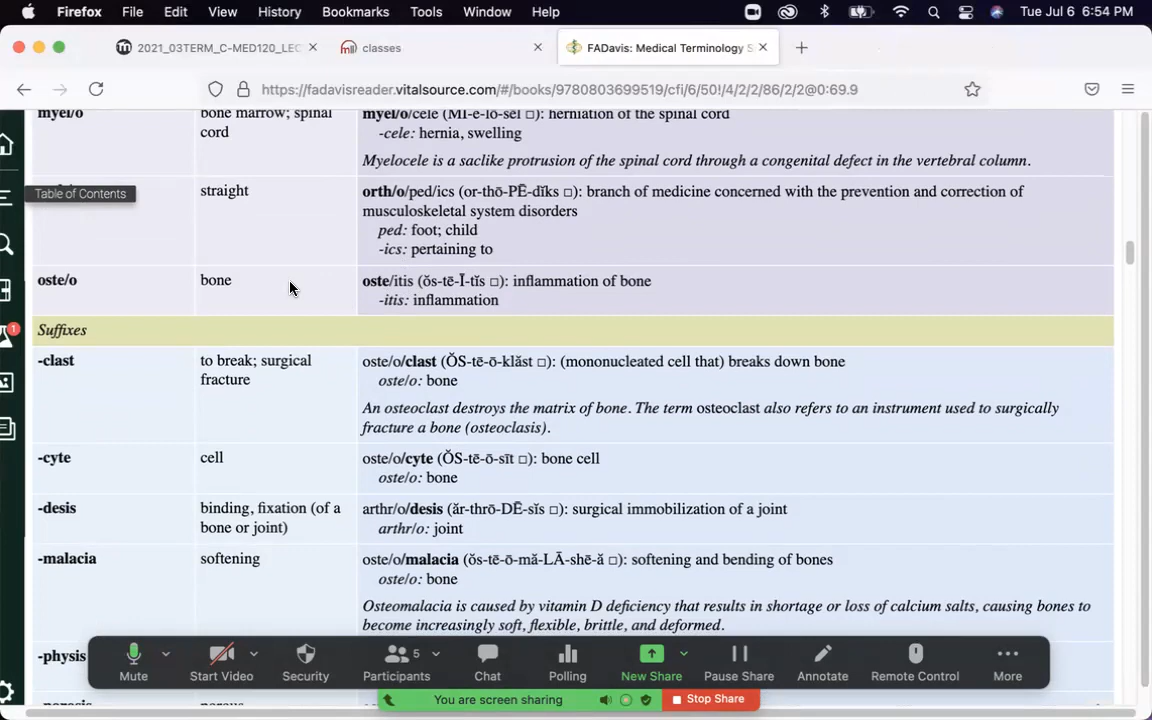 Firefox File Edit View History Bookmarks Tools Window Help Tue Jul 6 6:54 PM
2021_03TERM_C-MED120_LEC classes FADavis: Medical Terminology S
https://fadavisreader.vitalsource.com/#/books/9780803699519/cfi/6/50!/4/2/2/86/2/2@0:69.9
myel/o bone marrow; spinal myel/o/cele (MĪ-ĕ-lō-sēl □): herniation of the spinal cord
cord -cele: hernia, swelling
Myelocele is a saclike protrusion of the spinal cord through a congenital defect in the vertebral column.
Table of Contents straight orth/o/ped/ics (or-thō-PĒ-dĭks □): branch of medicine concerned with the prevention and correction of
musculoskeletal system disorders
ped: foot; child
-ics: pertaining to
oste/o bone oste/itis (ŏs-tē-Ī-tĭs □): inflammation of bone
-itis: inflammation
Suffixes
-clast to break; surgical oste/o/clast (ŎS-tē-ō-klăst □): (mononucleated cell that) breaks down bone
fracture oste/o: bone
An osteoclast destroys the matrix of bone. The term osteoclast also refers to an instrument used to surgically
fracture a bone (osteoclasis).
-cyte cell oste/o/cyte (ŎS-tē-ō-sīt □): bone cell
oste/o: bone
-desis binding, fixation (of a arthr/o/desis (ăr-thrō-DĒ-sĭs □): surgical immobilization of a joint
bone or joint) arthr/o: joint
-malacia softening oste/o/malacia (ŏs-tē-ō-mă-LĀ-shē-ă □): softening and bending of bones
oste/o: bone
Osteomalacia is caused by vitamin D deficiency that results in shortage or loss of calcium salts, causing bones to
become increasingly soft, flexible, brittle, and deformed.
-physis
1
5
Mute Start Video Security Participants Chat Polling New Share Pause Share Annotate Remote Control More
You are screen sharing Stop Share